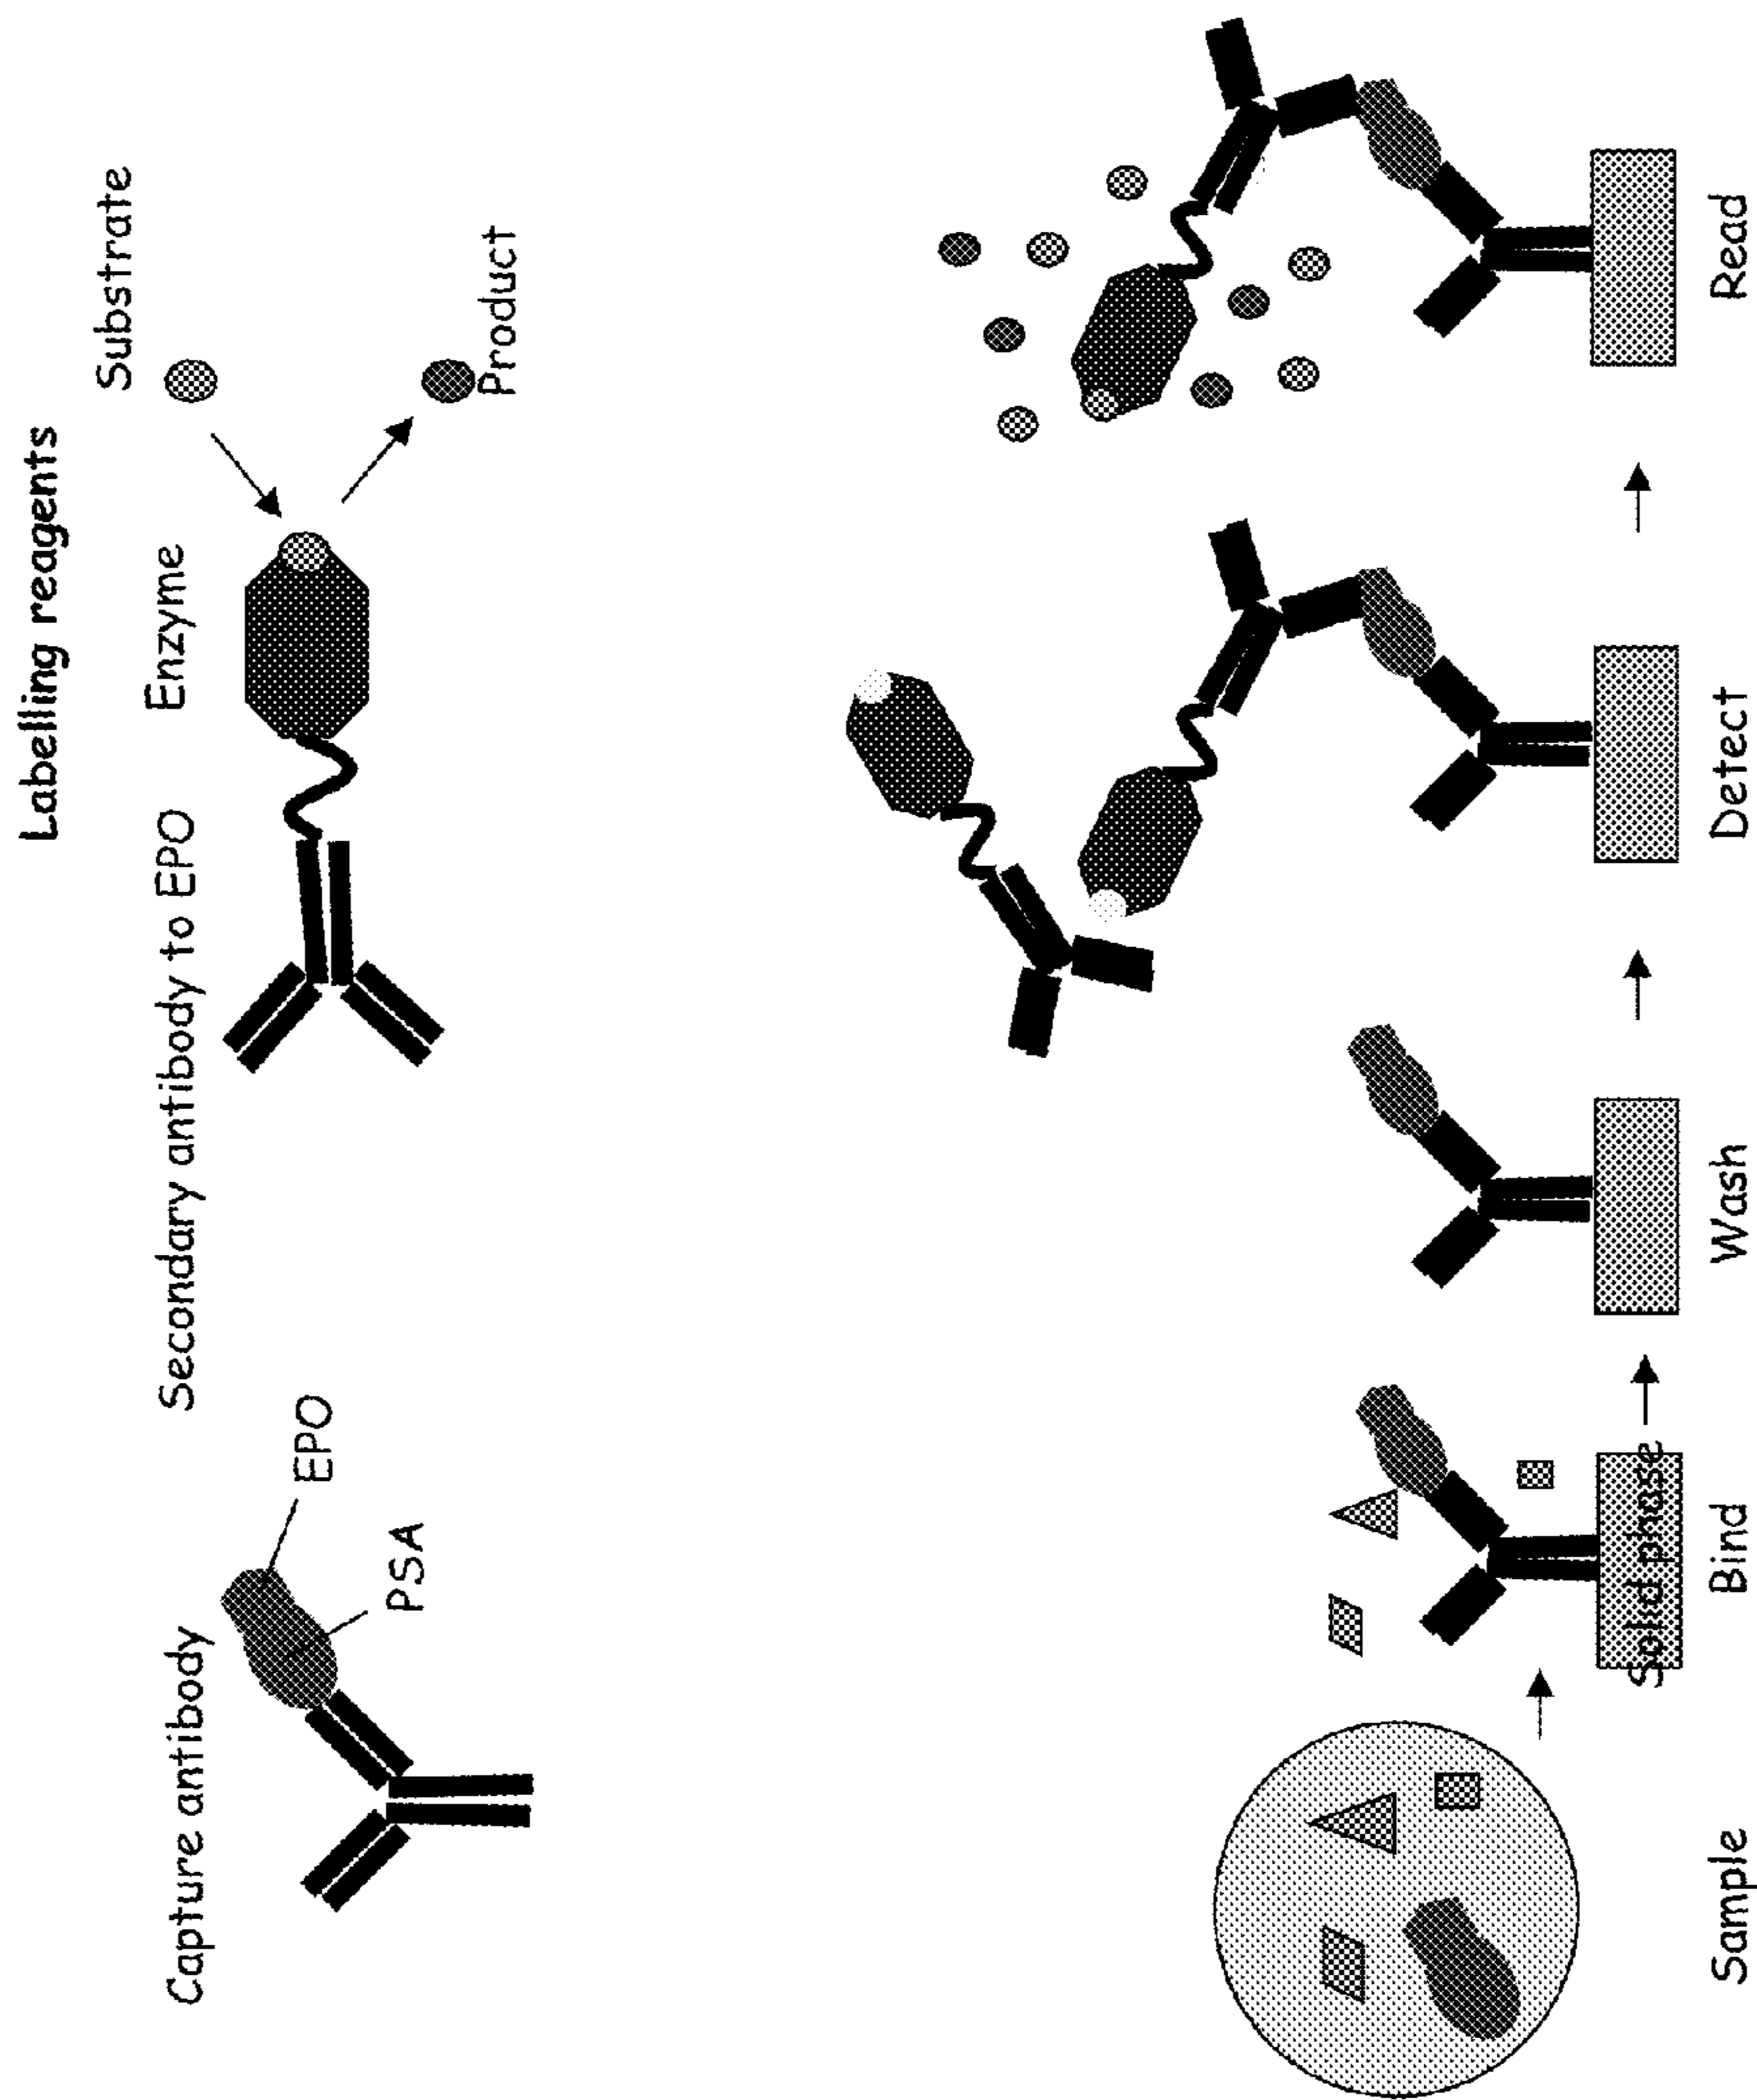 Labelling reagents
Substrate
Capture antibody
Secondary antibody to EPO
Enzyme
EPO
PSA
Product
Solid phase
Sample
Bind
Wash
Detect
Read